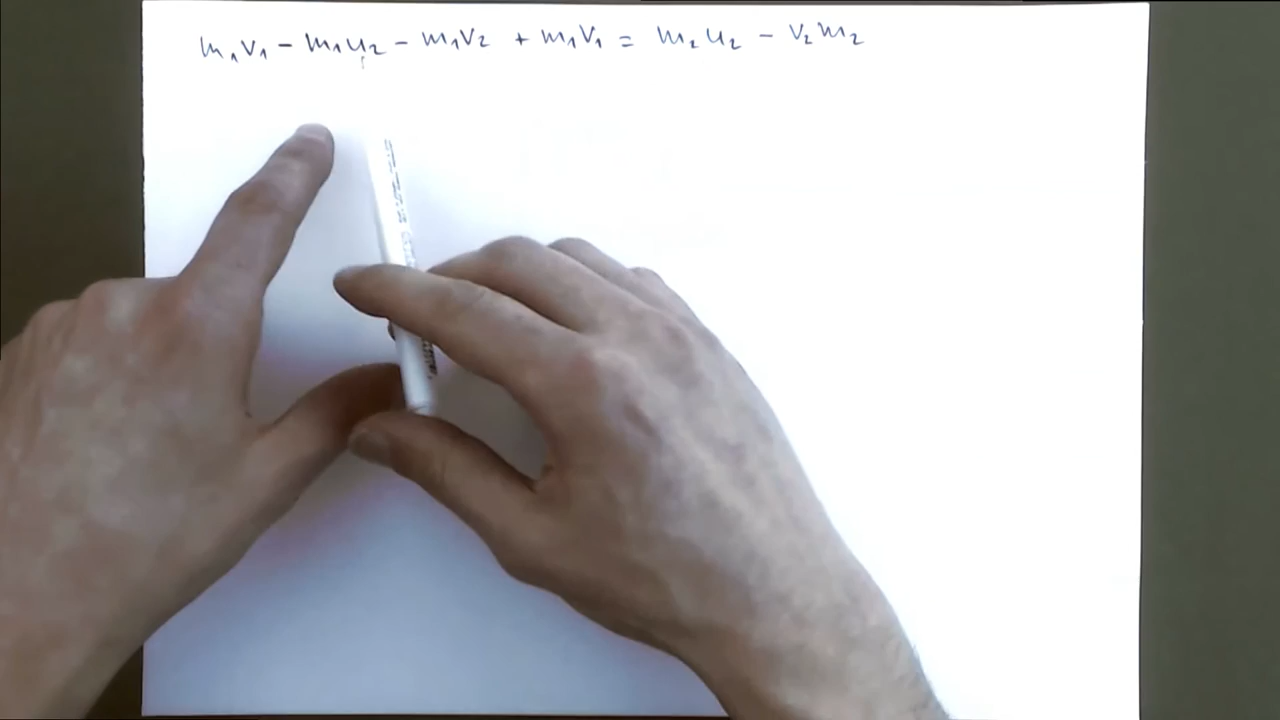 m₁v₁ - m₁u₂ - m₁v₂ + m₁v₁ = m₂u₂ - v₂m₂